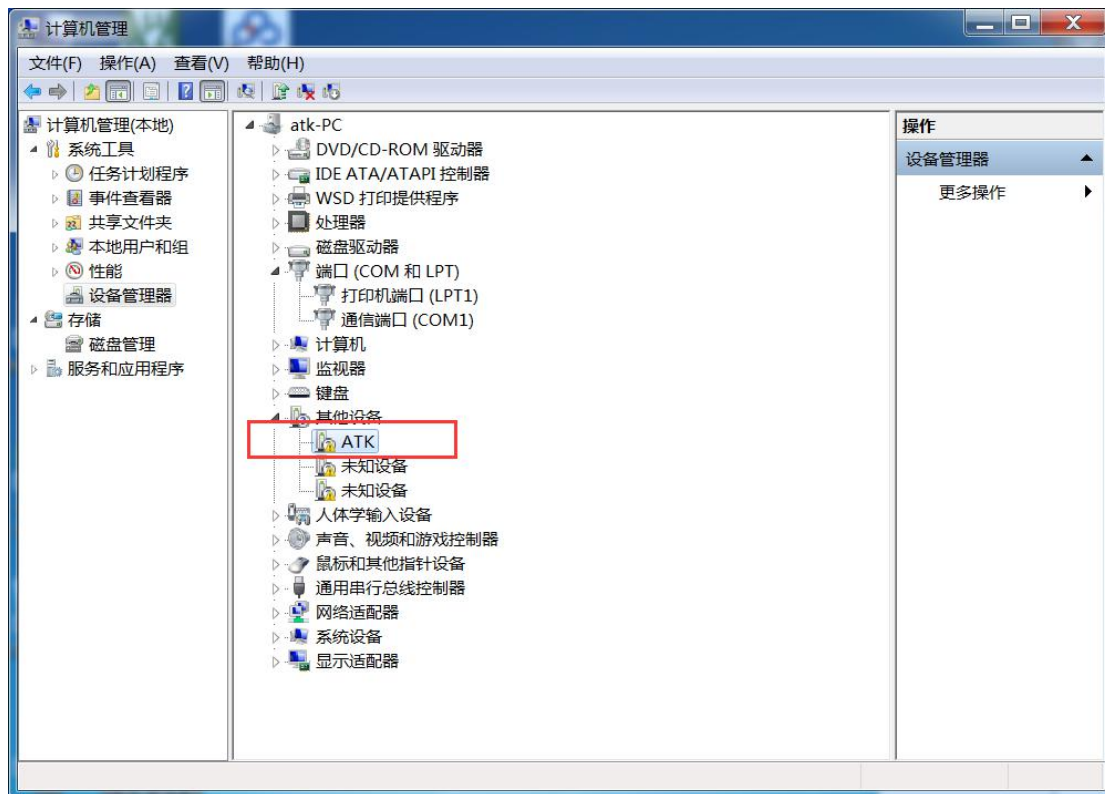 计算机管理
文件(F) 操作(A) 查看(V) 帮助(H)
计算机管理(本地)
系统工具
任务计划程序
事件查看器
共享文件夹
本地用户和组
性能
设备管理器
存储
磁盘管理
服务和应用程序
atk-PC
DVD/CD-ROM 驱动器
IDE ATA/ATAPI 控制器
WSD 打印提供程序
处理器
磁盘驱动器
端口 (COM 和 LPT)
打印机端口 (LPT1)
通信端口 (COM1)
计算机
监视器
键盘
其他设备
ATK
未知设备
未知设备
人体学输入设备
声音、视频和游戏控制器
鼠标和其他指针设备
通用串行总线控制器
网络适配器
系统设备
显示适配器
操作
设备管理器
更多操作